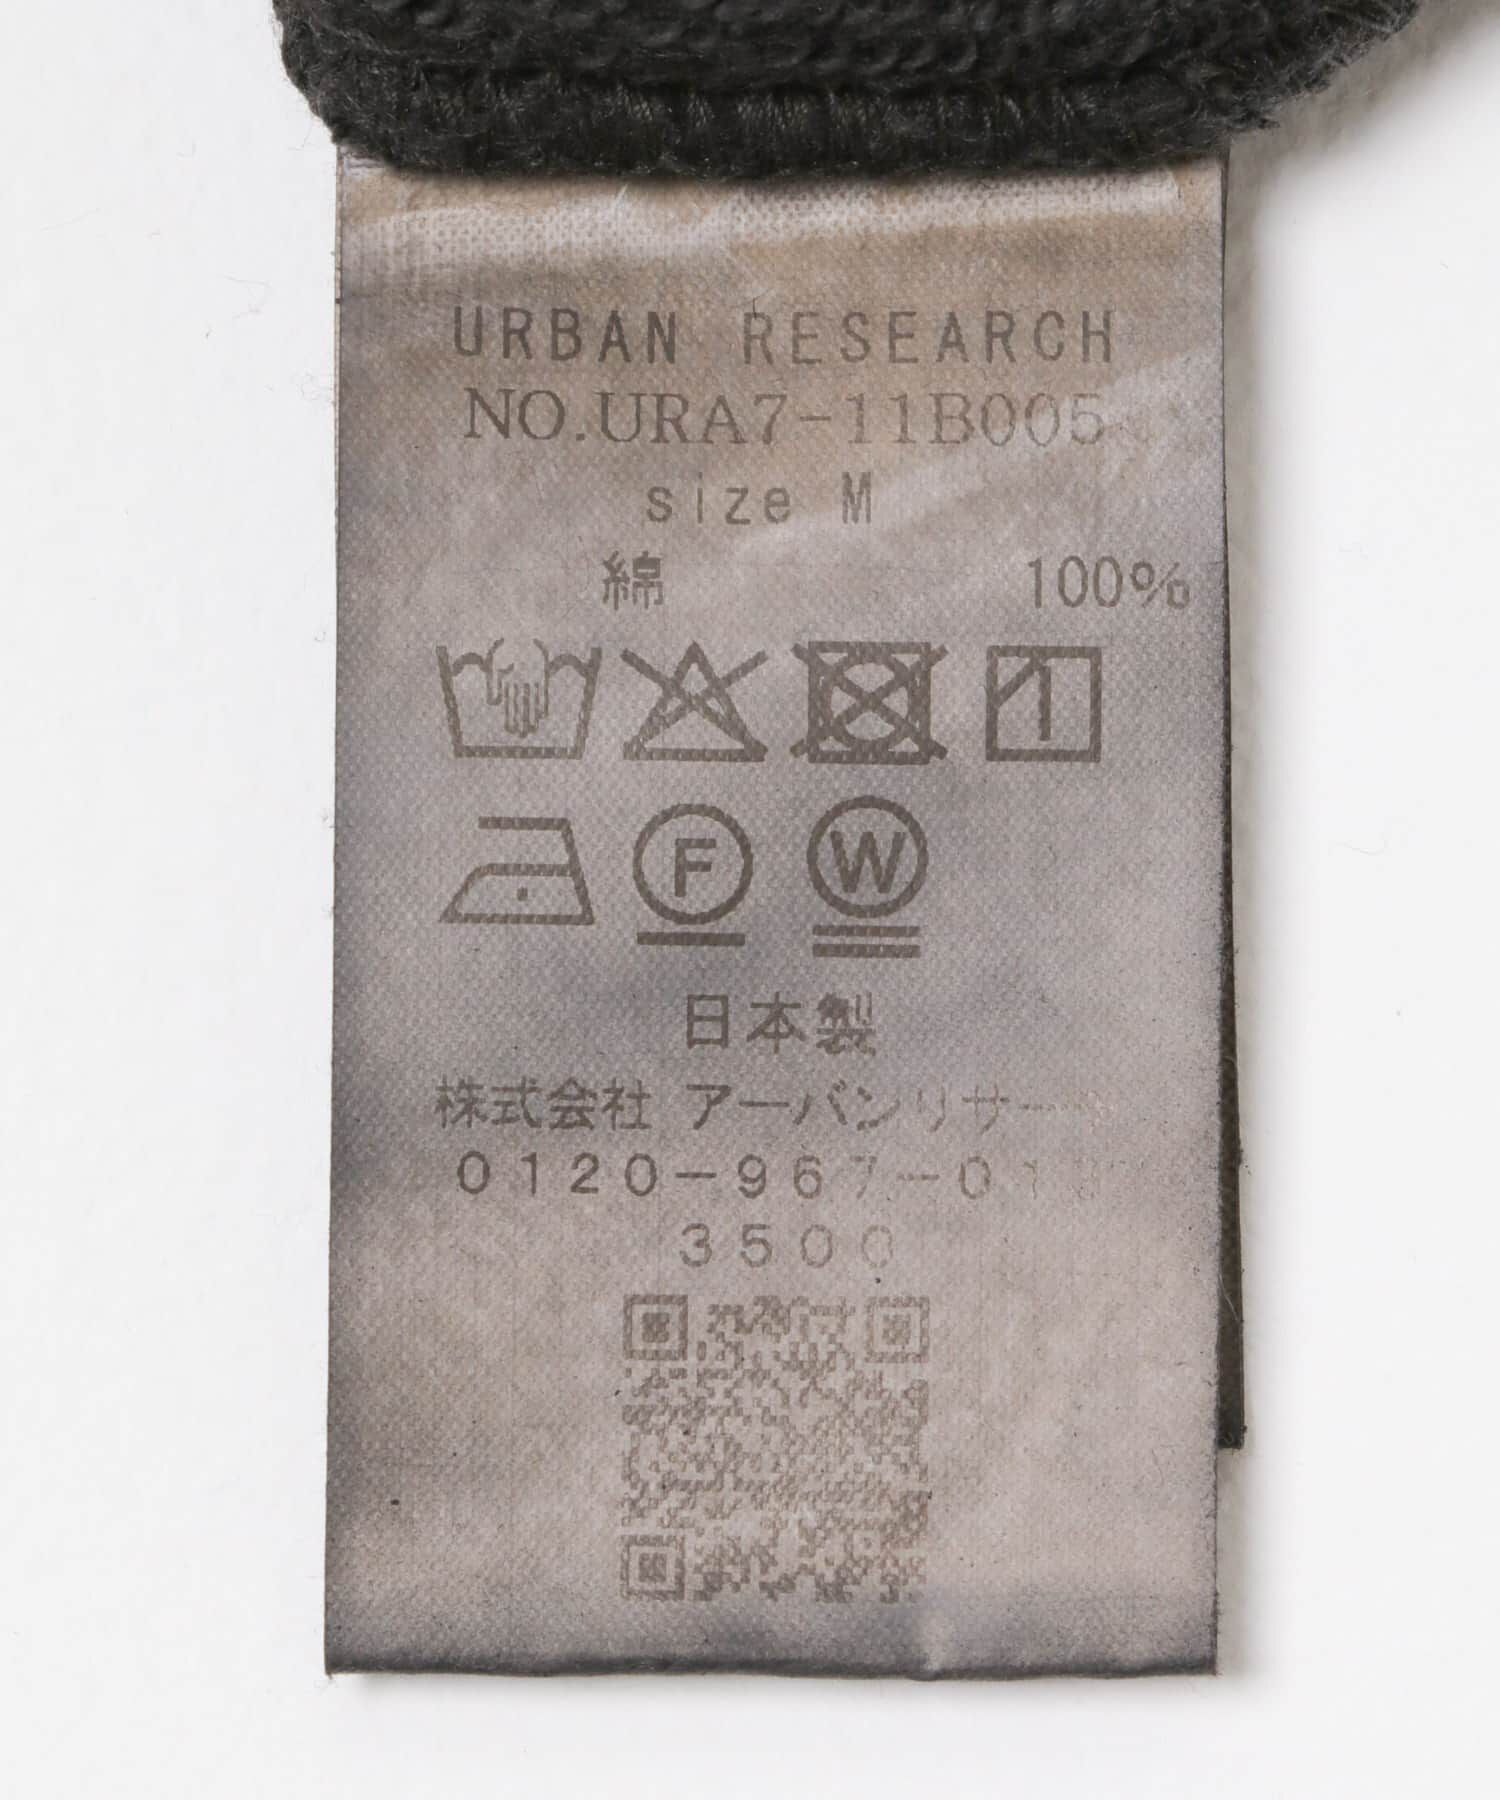 URBAN RESEARCH
NO.URA7-11B005
size M
綿 100%
F W
日本製
株式会社 アーバンリサー
0120-967-01
3500